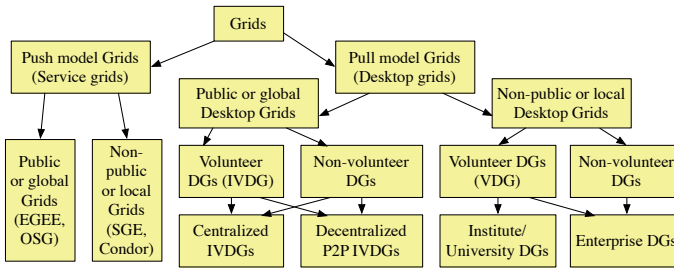 Grids
Push model Grids
(Service grids)
Pull model Grids
(Desktop grids)
Public or global
Desktop Grids
Non-public or local
Desktop Grids
Public
or global
Grids
(EGEE,
OSG)
Non-
public
or local
Grids
(SGE,
Condor)
Volunteer
DGs (IVDG)
Non-volunteer
DGs
Volunteer DGs
(VDG)
Non-volunteer
DGs
Centralized
IVDGs
Decentralized
P2P IVDGs
Institute/
University DGs
Enterprise DGs